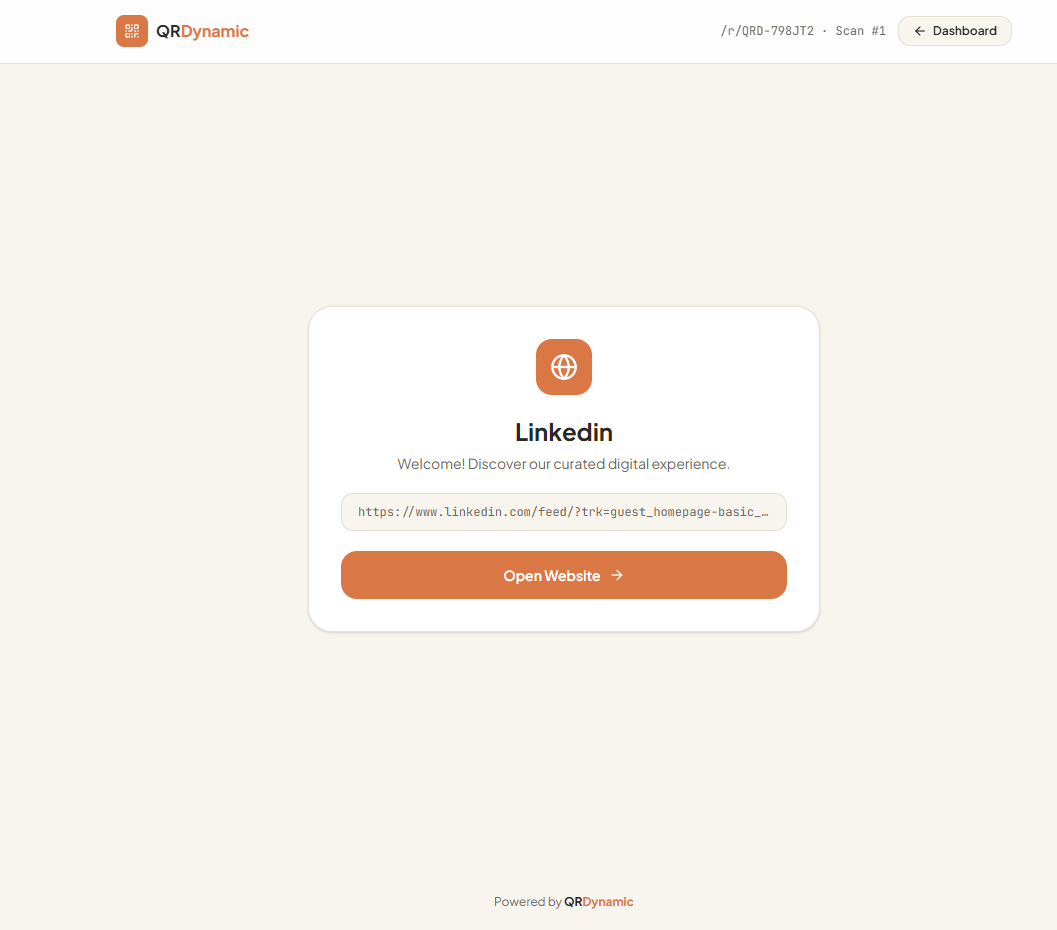 QRDynamic
/r/QRD-798JT2 · Scan #1
← Dashboard
Linkedin
Welcome! Discover our curated digital experience.
https://www.linkedin.com/feed/?trk=guest_homepage-basic_…
Open Website →
Powered by QRDynamic